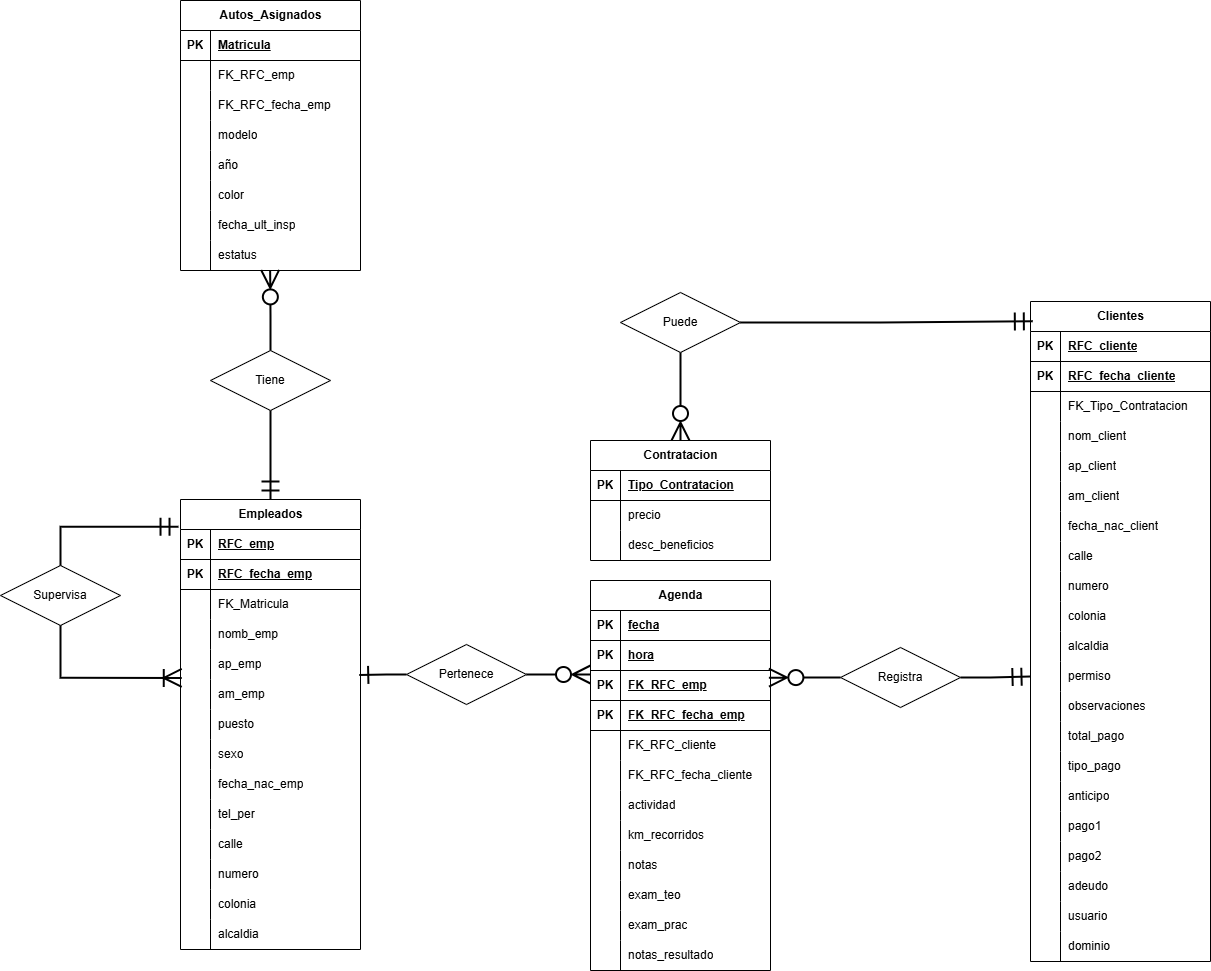 Autos_Asignados
PK Matricula
FK_RFC_emp
FK_RFC_fecha_emp
modelo
año
color
fecha_ult_insp
estatus
Tiene
Empleados
PK RFC_emp
PK RFC_fecha_emp
FK_Matricula
nomb_emp
ap_emp
am_emp
puesto
sexo
fecha_nac_emp
tel_per
calle
numero
colonia
alcaldia
Supervisa
Pertenece
Puede
Contratacion
PK Tipo_Contratacion
precio
desc_beneficios
Agenda
PK fecha
PK hora
PK FK_RFC_emp
PK FK_RFC_fecha_emp
FK_RFC_cliente
FK_RFC_fecha_cliente
actividad
km_recorridos
notas
exam_teo
exam_prac
notas_resultado
Registra
Clientes
PK RFC_cliente
PK RFC_fecha_cliente
FK_Tipo_Contratacion
nom_client
ap_client
am_client
fecha_nac_client
calle
numero
colonia
alcaldia
permiso
observaciones
total_pago
tipo_pago
anticipo
pago1
pago2
adeudo
usuario
dominio